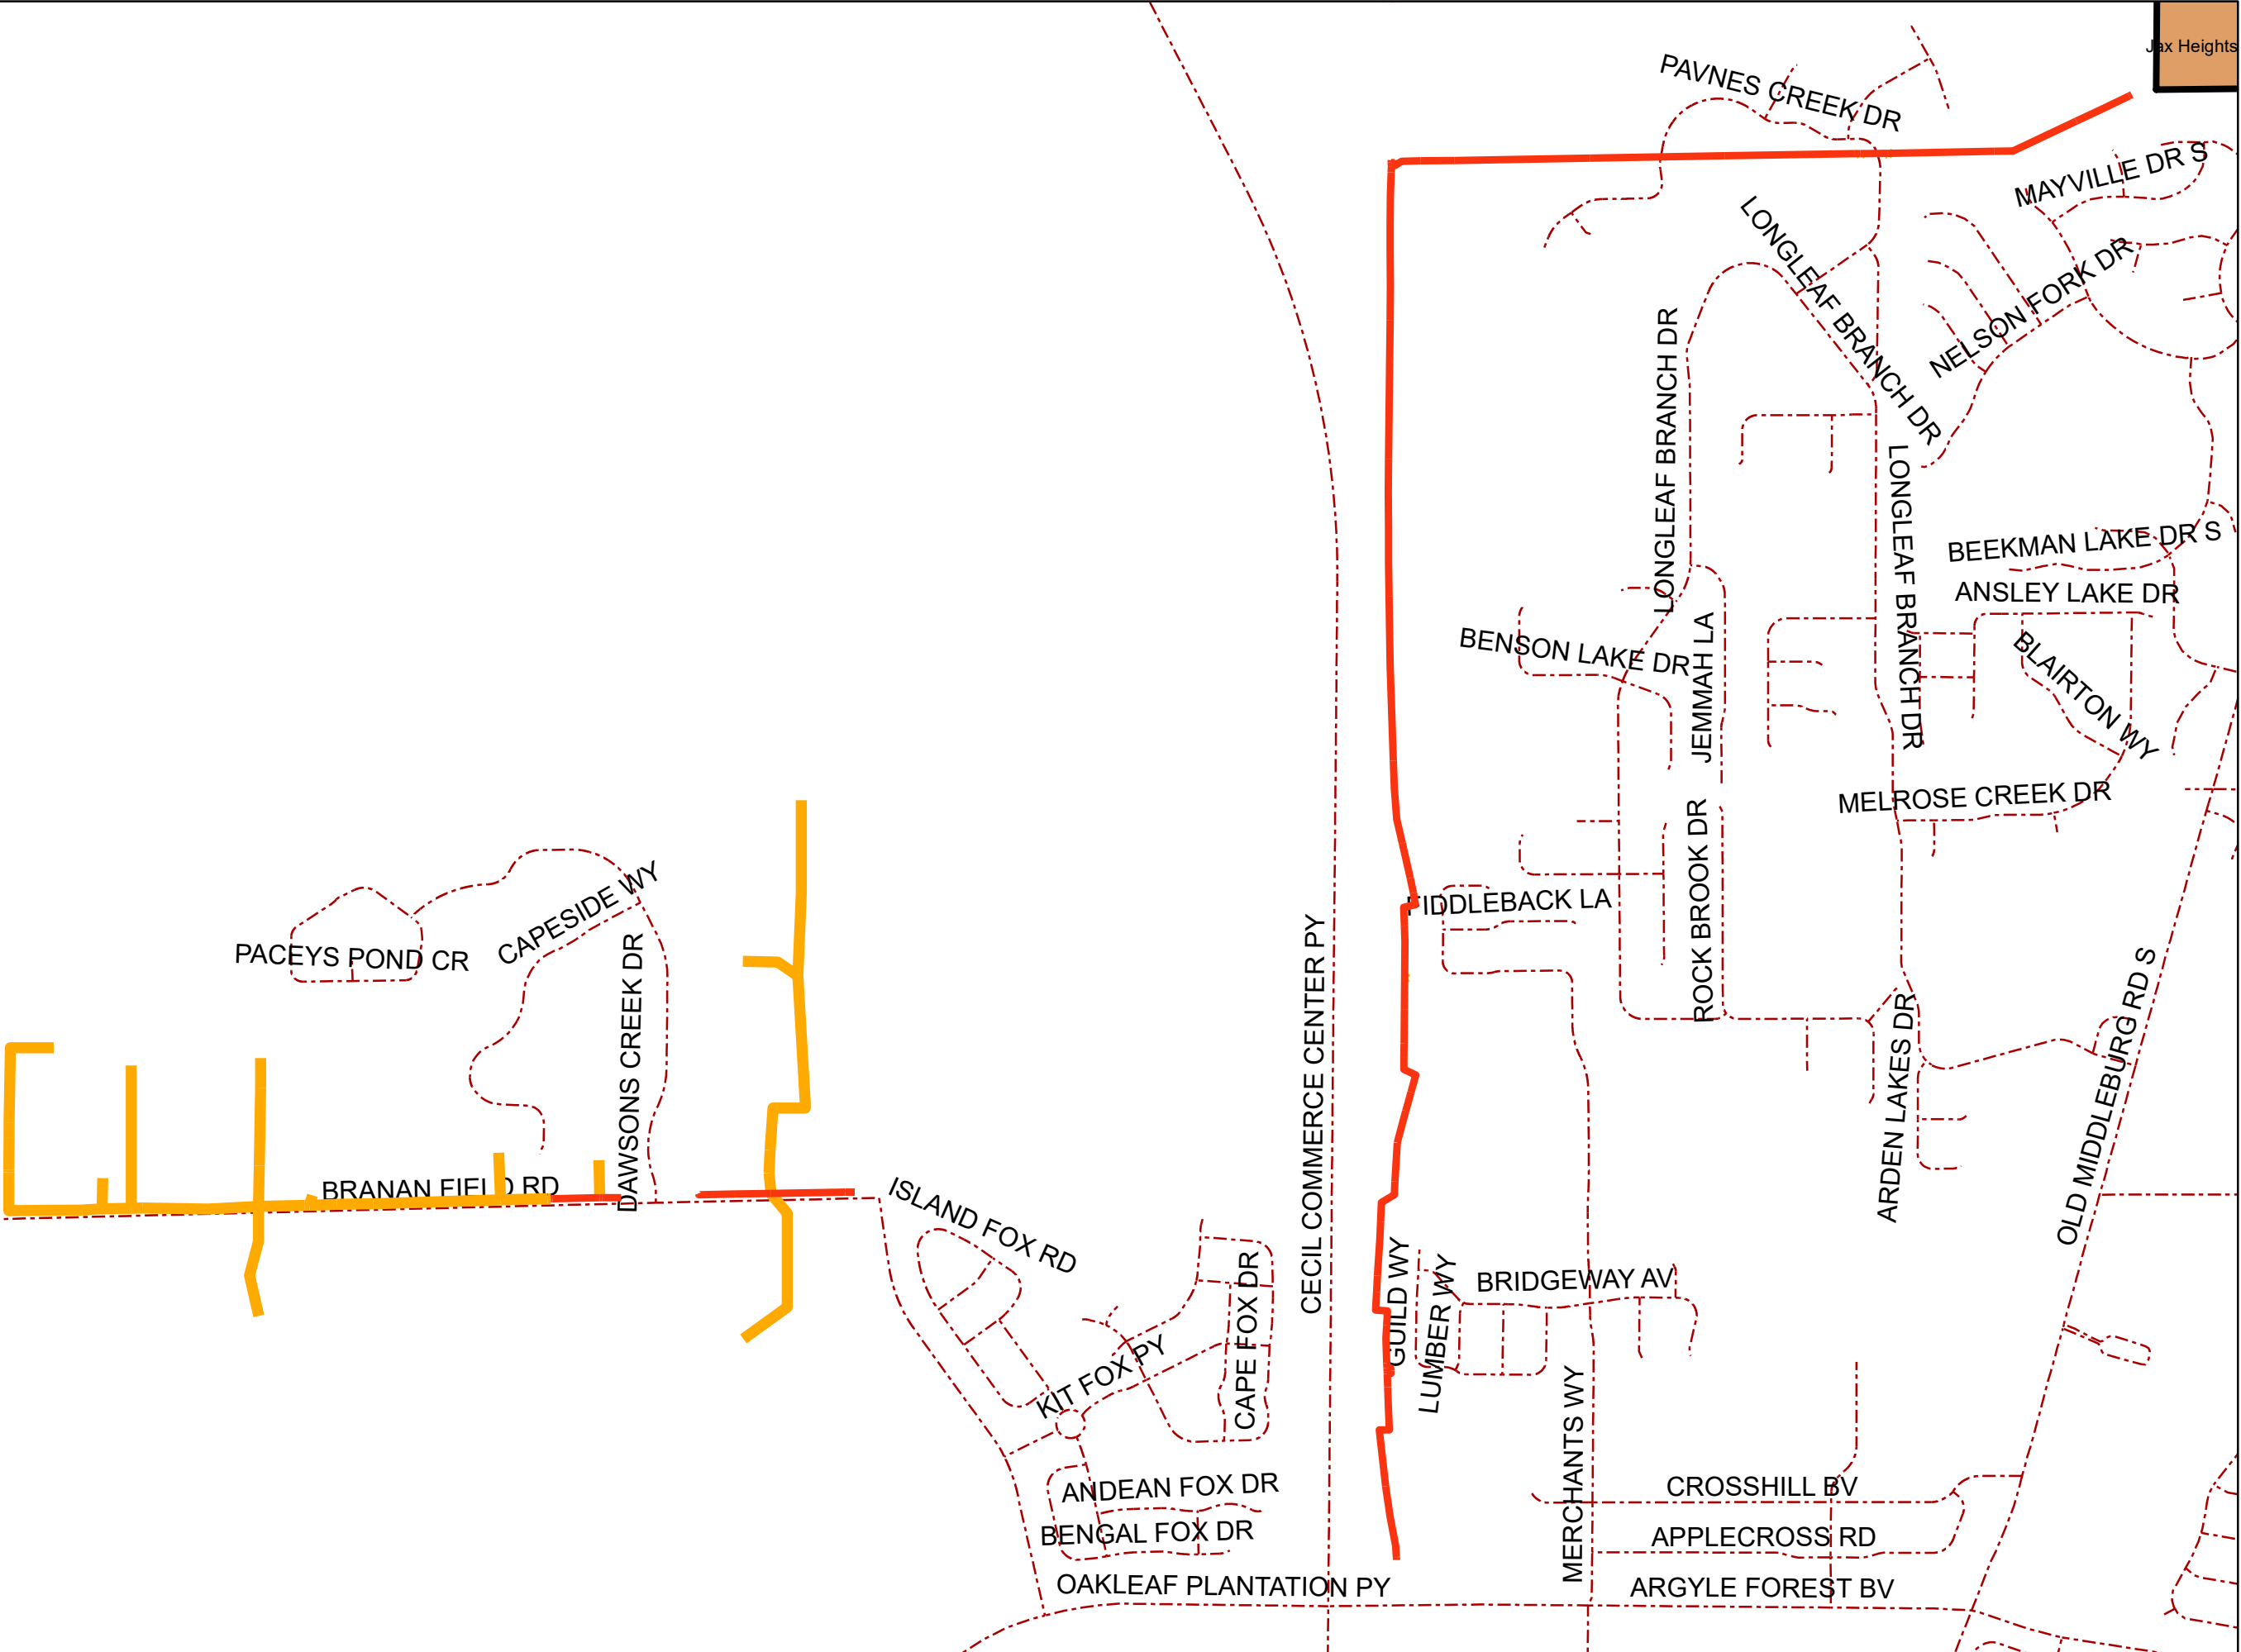 Jax Heights
PAVNES CREEK DR
MAYVILLE DR S
LONGLEAF BRANCH DR
NELSON FORK DR
LONGLEAF BRANCH DR
LONGLEAF BRANCH DR
BEEKMAN LAKE DR S
ANSLEY LAKE DR
BENSON LAKE DR
JEMMAH LA
BLAIRTON WY
MELROSE CREEK DR
ROCK BROOK DR
FIDDLEBACK LA
CAPESIDE WY
PACEYS POND CR
DAWSONS CREEK DR
CECIL COMMERCE CENTER PY
ARDEN LAKES DR
OLD MIDDLEBURG RD S
BRANAN FIELD RD
ISLAND FOX RD
GUILD WY
LUMBER WY
BRIDGEWAY AV
CAPE FOX DR
KIT FOX PY
MERCHANTS WY
ANDEAN FOX DR
CROSSHILL BV
BENGAL FOX DR
APPLECROSS RD
OAKLEAF PLANTATION PY
ARGYLE FOREST BV